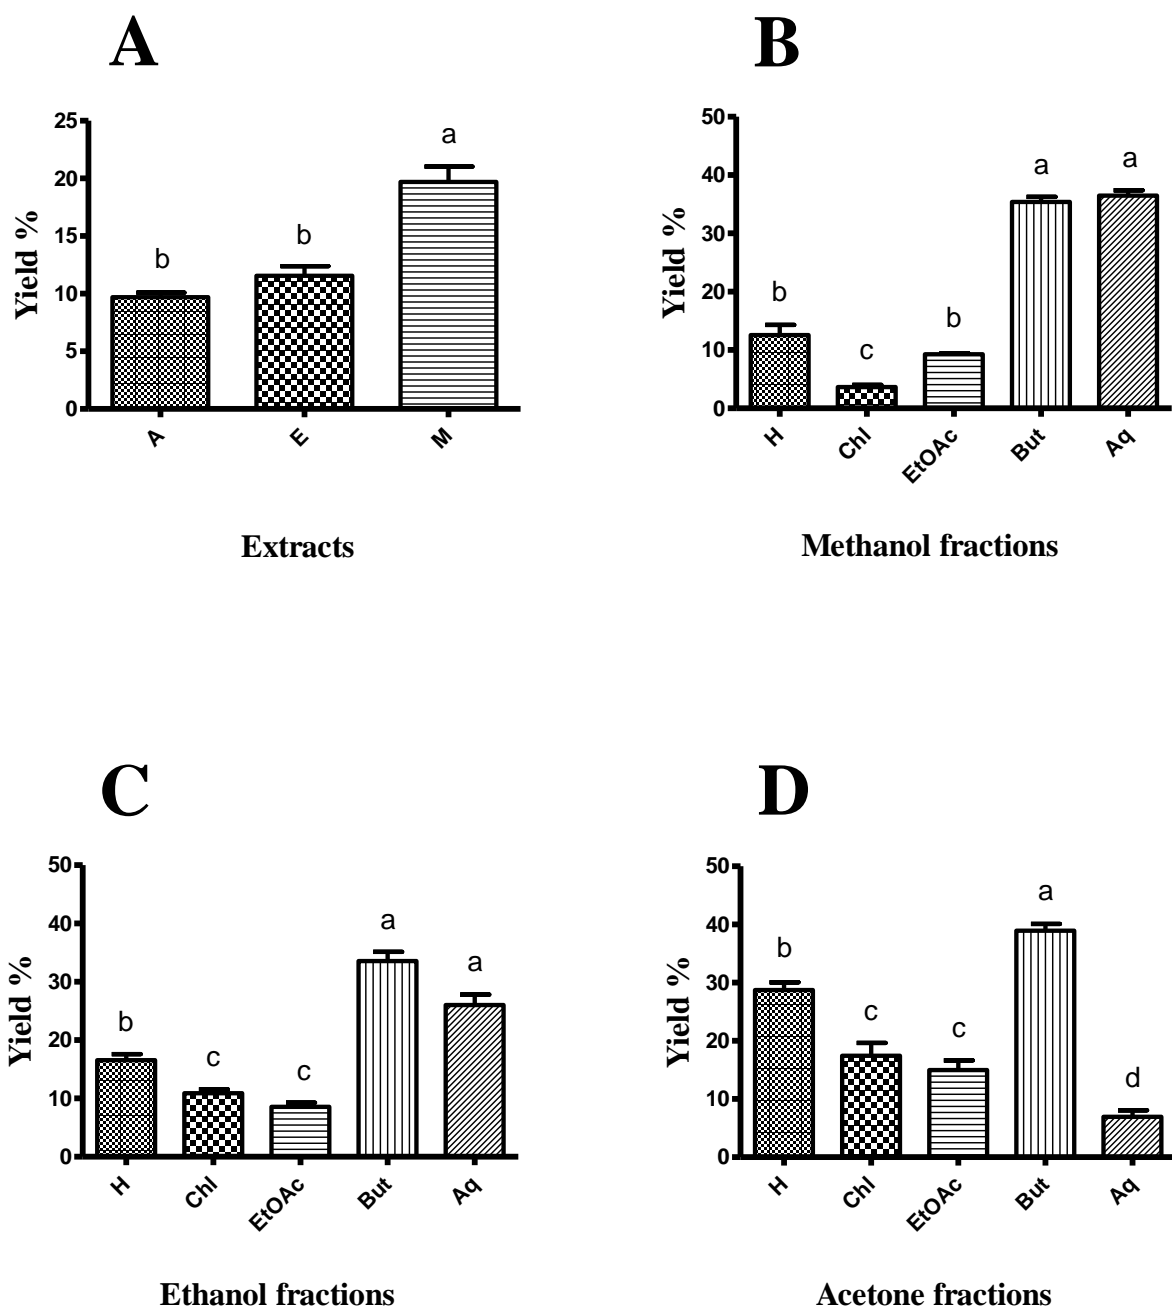 A
25
20
15
10
5
0
Yield %
b
b
a
A
E
M
Extracts
B
50
40
30
20
10
0
Yield %
b
c
b
a
a
H
Chl
EtOAc
But
Aq
Methanol fractions
C
50
40
30
20
10
0
Yield %
b
c
c
a
a
H
Chl
EtOAc
But
Aq
Ethanol fractions
D
50
40
30
20
10
0
Yield %
b
c
c
a
d
H
Chl
EtOAc
But
Aq
Acetone fractions